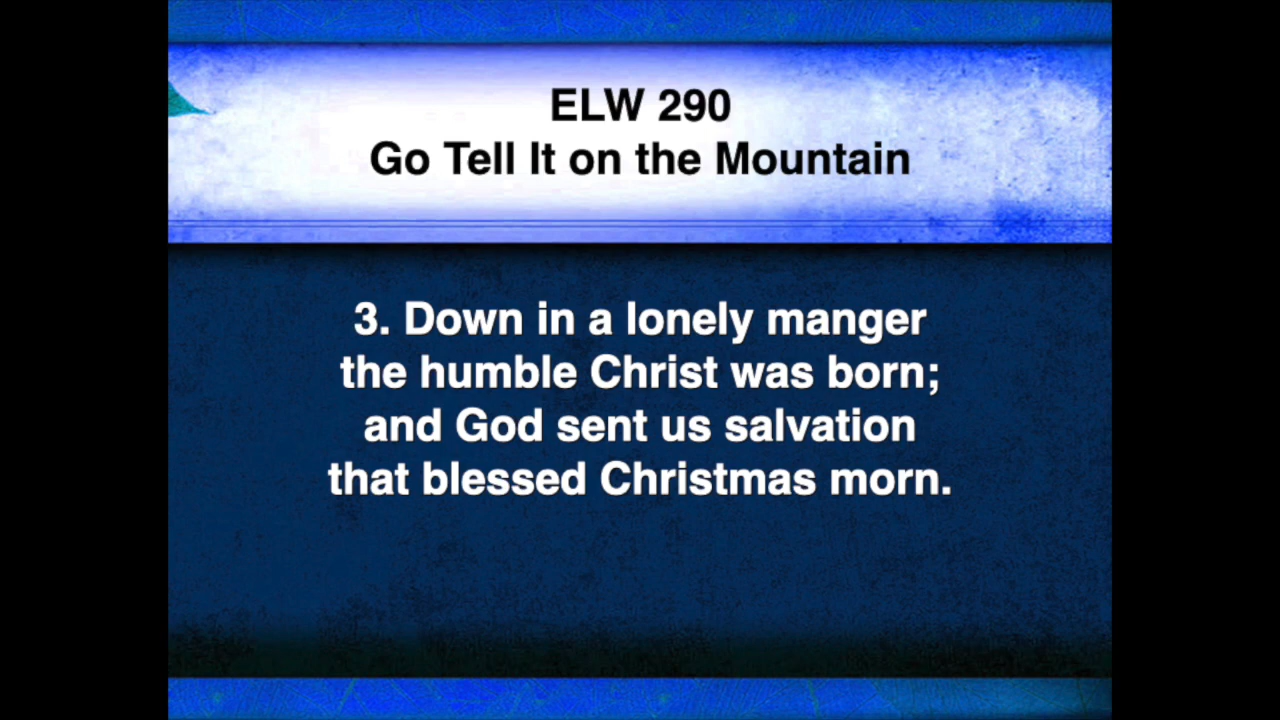 ELW 290
Go Tell It on the Mountain
3. Down in a lonely manger
the humble Christ was born;
and God sent us salvation
that blessed Christmas morn.